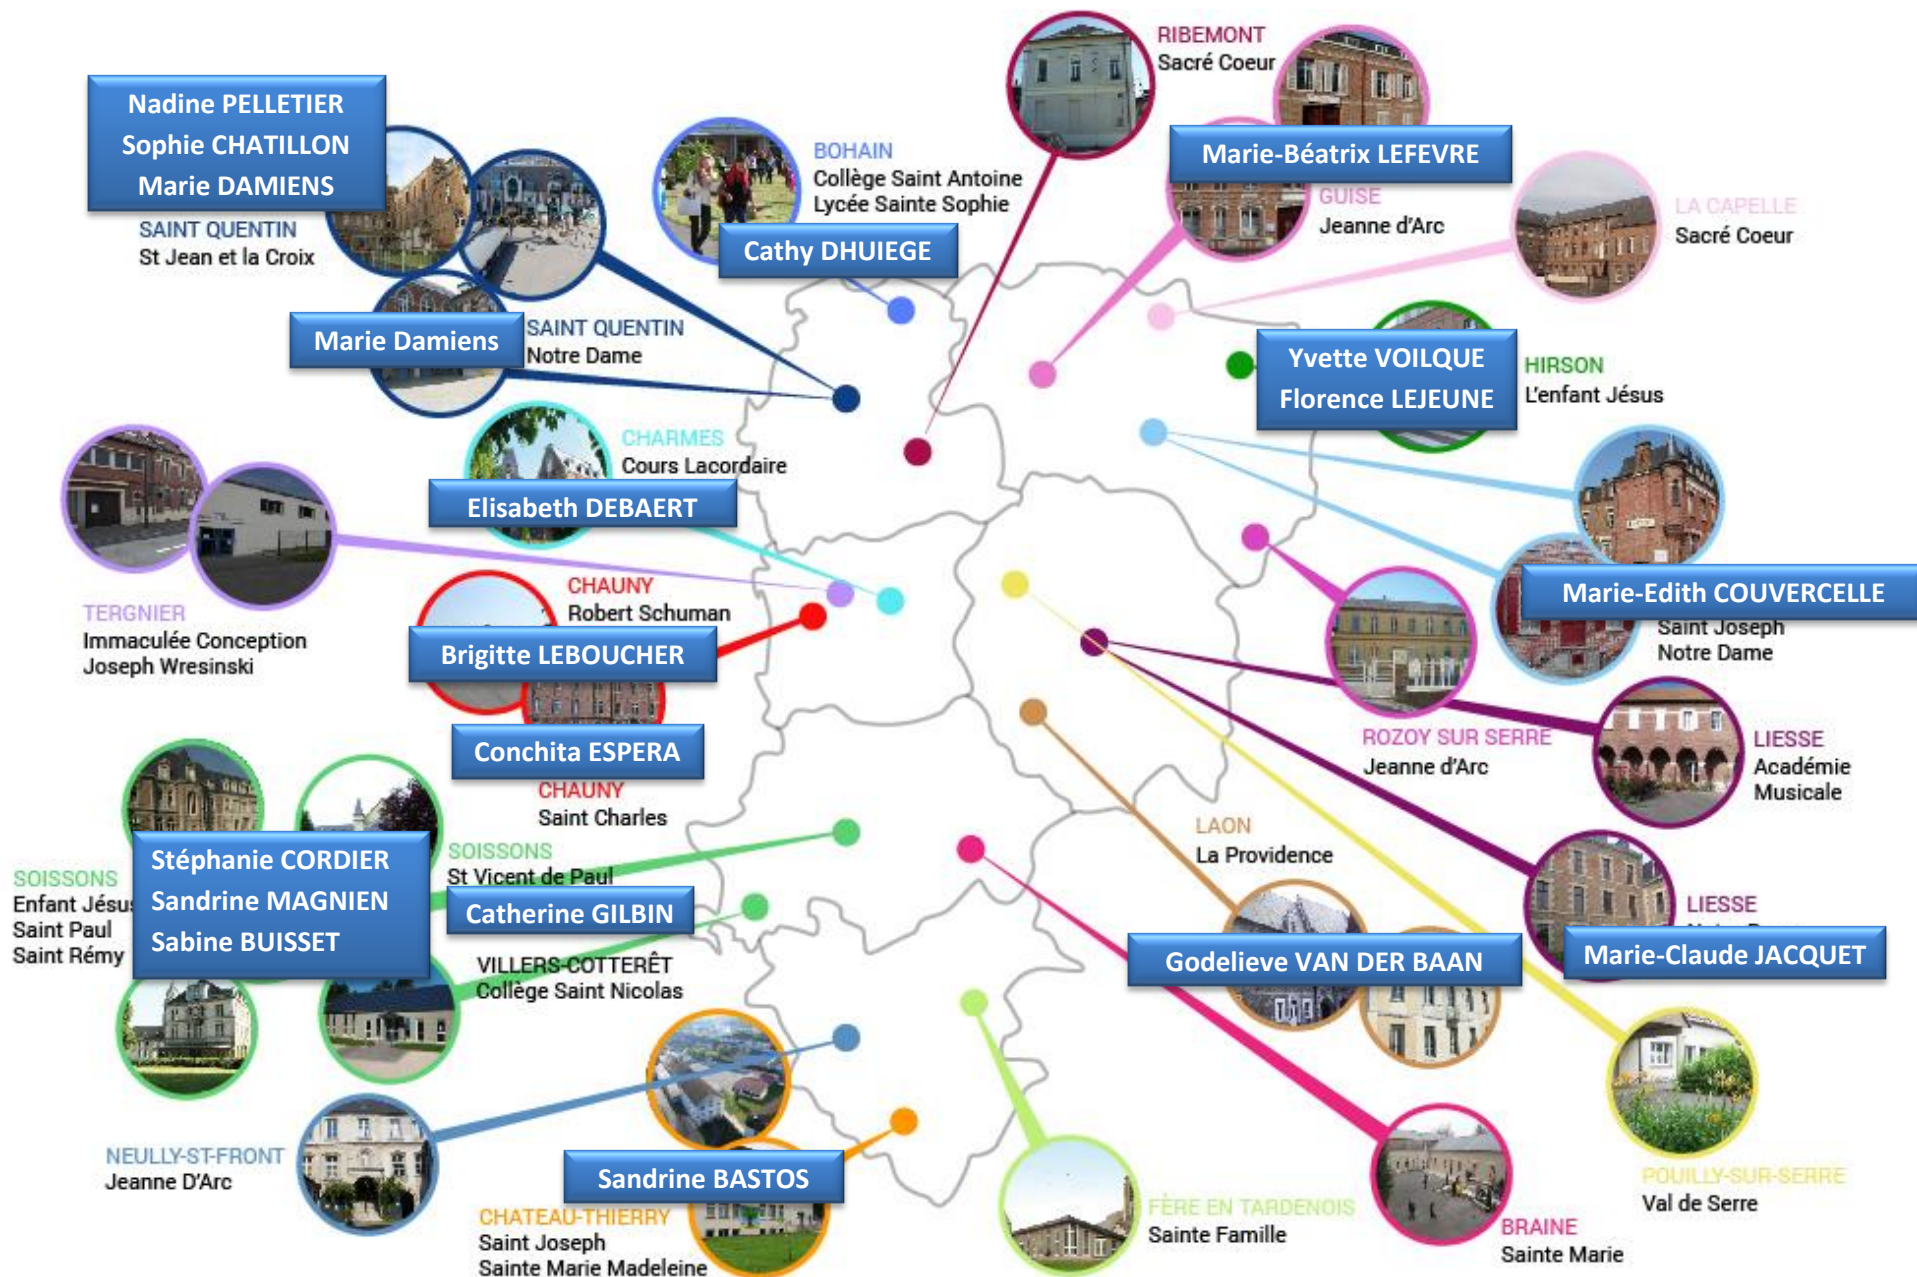 RIBEMONT
Sacré Coeur
Nadine PELLETIER
Sophie CHATILLON
Marie DAMIENS
SAINT QUENTIN
St Jean et la Croix
BOHAIN
Collège Saint Antoine
Lycée Sainte Sophie
Cathy DHUIEGE
Marie-Béatrix LEFEVRE
GUISE
Jeanne d'Arc
LA CAPELLE
Sacré Coeur
Marie Damiens
SAINT QUENTIN
Notre Dame
Yvette VOILQUE
Florence LEJEUNE
HIRSON
L'enfant Jésus
CHARMES
Cours Lacordaire
Elisabeth DEBAERT
TERGNIER
Immaculée Conception
Joseph Wresinski
CHAUNY
Robert Schuman
Brigitte LEBOUCHER
Conchita ESPERA
CHAUNY
Saint Charles
Marie-Edith COUVERCELLE
Saint Joseph
Notre Dame
ROZOY SUR SERRE
Jeanne d'Arc
LIESSE
Académie
Musicale
LAON
La Providence
SOISSONS
Enfant Jésus
Saint Paul
Saint Rémy
Stéphanie CORDIER
Sandrine MAGNIEN
Sabine BUISSET
SOISSONS
St Vicent de Paul
Catherine GILBIN
VILLERS-COTTERÊT
Collège Saint Nicolas
LIESSE
Marie-Claude JACQUET
Godelieve VAN DER BAAN
NEUILLY-ST-FRONT
Jeanne D'Arc
Sandrine BASTOS
CHATEAU-THIERRY
Saint Joseph
Sainte Marie Madeleine
FÈRE EN TARDENOIS
Sainte Famille
BRAINE
Sainte Marie
POUILLY-SUR-SERRE
Val de Serre